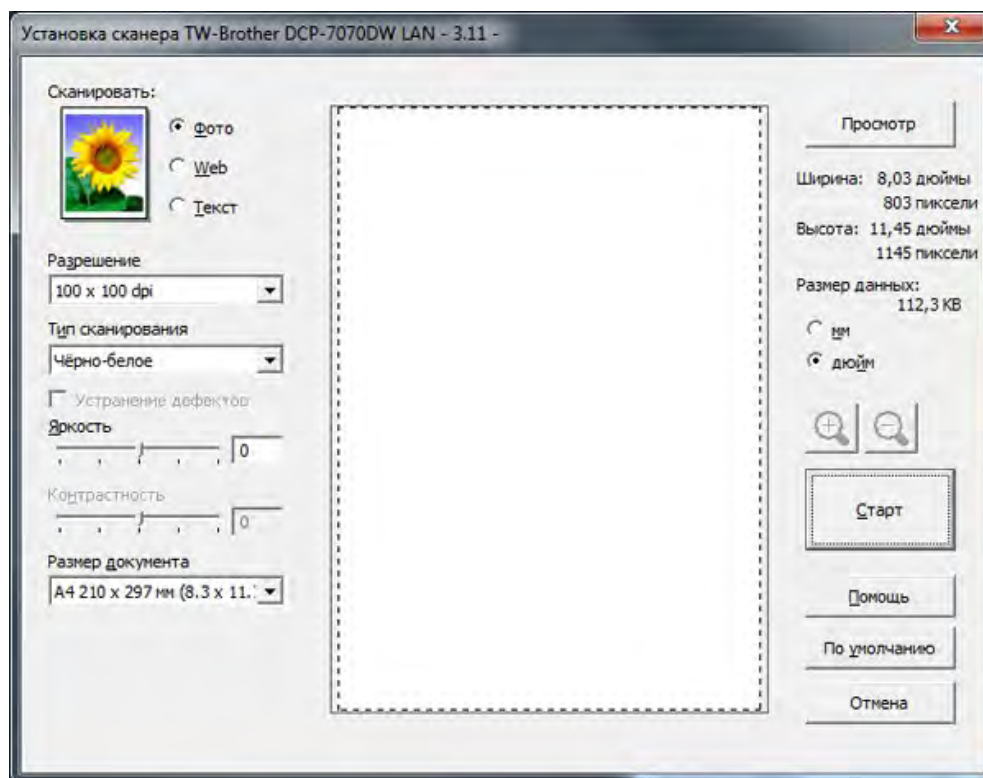 Установка сканера TW-Brother DCP-7070DW LAN - 3.11 -
Сканировать:
Фото
Web
Текст
Разрешение
100 x 100 dpi
Тип сканирования
Чёрно-белое
Устранение дефектов
Яркость
0
Контрастность
0
Размер документа
A4 210 x 297 мм (8.3 x 11.
Просмотр
Ширина: 8,03 дюймы
803 пиксели
Высота: 11,45 дюймы
1145 пиксели
Размер данных:
112,3 KB
мм
дюйм
Старт
Помощь
По умолчанию
Отмена